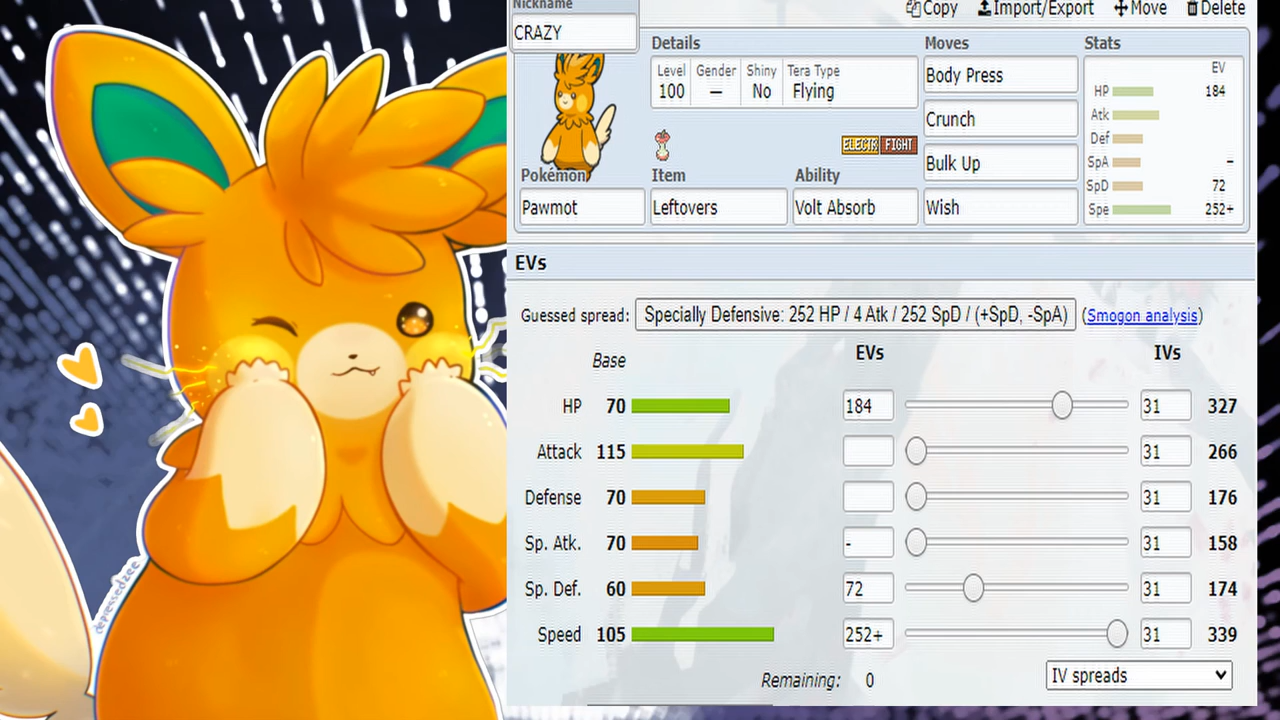 Nickname
CRAZY
Copy Import/Export Move Delete
Details
Level Gender Shiny Tera Type
100 — No Flying
ELECTR FIGHT
Pokémon Item Ability
Pawmot Leftovers Volt Absorb
Moves
Body Press
Crunch
Bulk Up
Wish
Stats
EV
HP 184
Atk
Def
SpA –
SpD 72
Spe 252+
EVs
Guessed spread: Specially Defensive: 252 HP / 4 Atk / 252 SpD / (+SpD, -SpA) (Smogon analysis)
Base EVs IVs
HP 70 184 31 327
Attack 115 31 266
Defense 70 31 176
Sp. Atk. 70 - 31 158
Sp. Def. 60 72 31 174
Speed 105 252+ 31 339
Remaining: 0 IV spreads
depressedzee